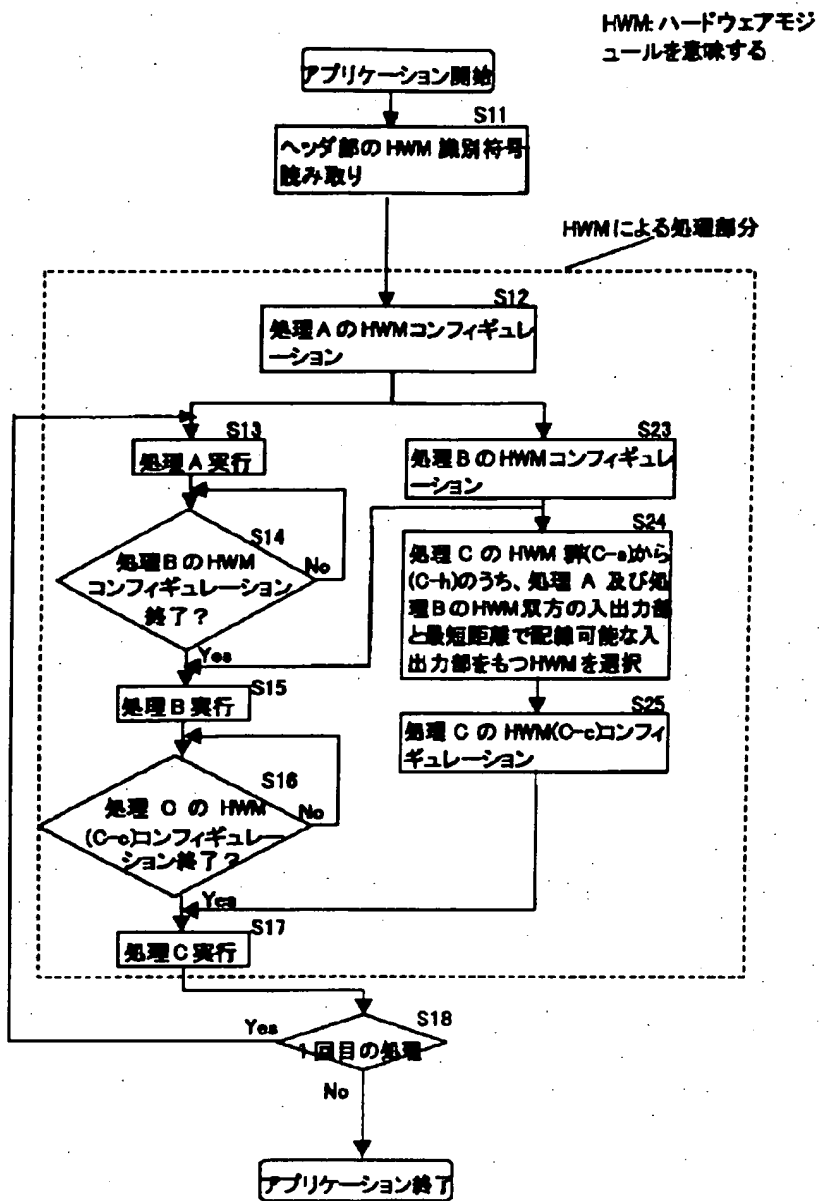 HWM: ハードウェアモジ
ュールを意味する
アプリケーション開始
S11
ヘッダ部のHWM 識別符号
読み取り
HWMによる処理部分
S12
処理AのHWMコンフィギュレ
ーション
S13
処理A実行
S23
処理BのHWMコンフィギュレ
ーション
S14
処理BのHWM
コンフィギュレーション
終了?
No
Yes
S24
処理CのHWM 群(C-a)から
(C-h)のうち、処理A 及び処
理BのHWM双方の入出力部
と最短距離で配線可能な入
出力部をもつHWMを選択
S15
処理B実行
S25
処理CのHWM(C-c)コンフィ
ギュレーション
S16
処理 C の HWM
(C-c)コンフィギュレー
ション終了?
No
Yes
S17
処理C実行
S18
1回目の処理
Yes
No
アプリケーション終了